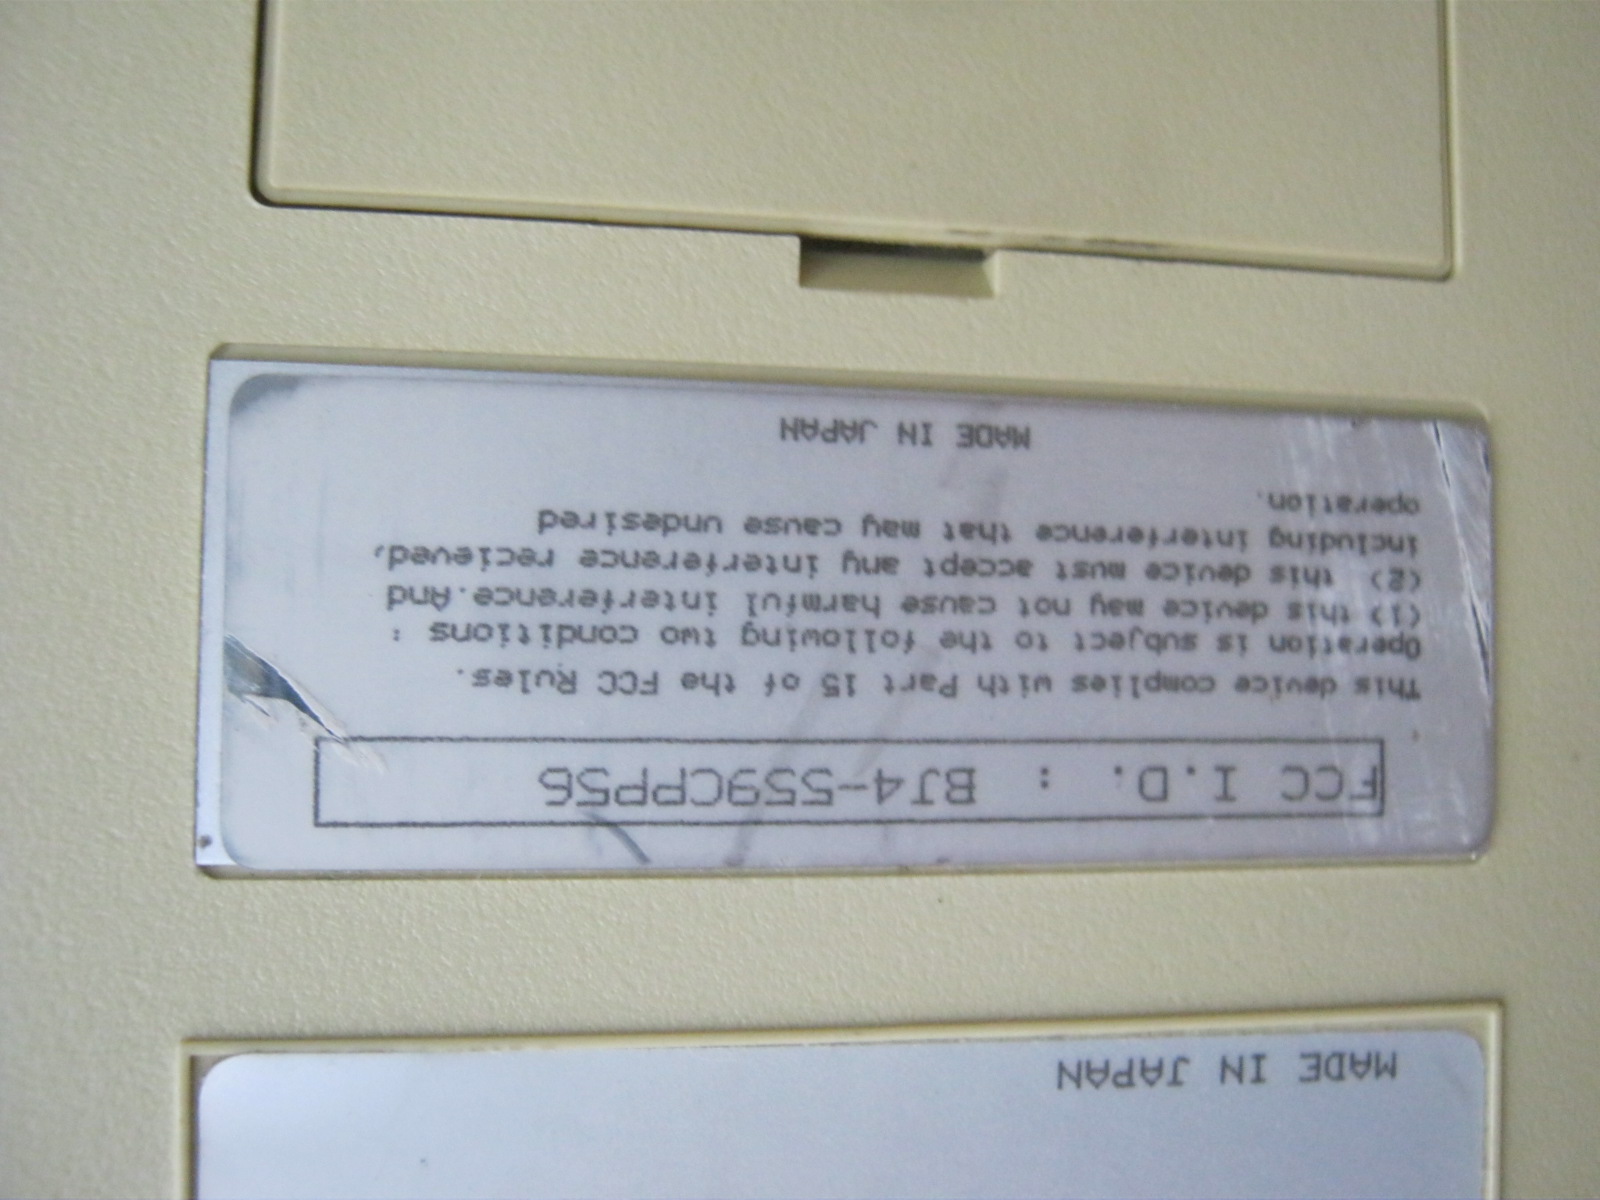 MADE IN JAPAN
FCC I.D. : BJ4-559CPP56
This device complies with Part 15 of the FCC Rules.
Operation is subject to the following two conditions :
(1) this device may not cause harmful interference.And
(2) this device must accept any interference recieved,
including interference that may cause undesired
operation.
MADE IN JAPAN